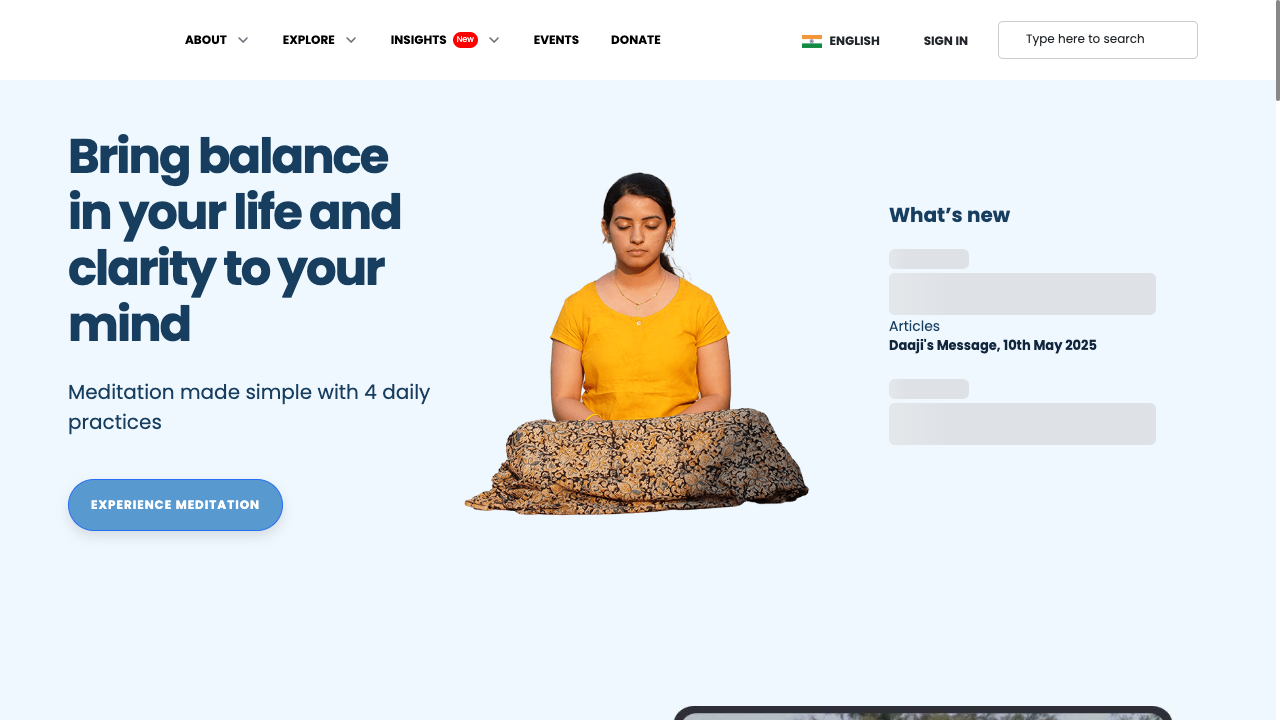 ABOUT
EXPLORE
INSIGHTS New
EVENTS
DONATE
ENGLISH
SIGN IN
Type here to search
Bring balance
in your life and
clarity to your
mind
Meditation made simple with 4 daily
practices
EXPERIENCE MEDITATION
What’s new
Articles
Daaji's Message, 10th May 2025